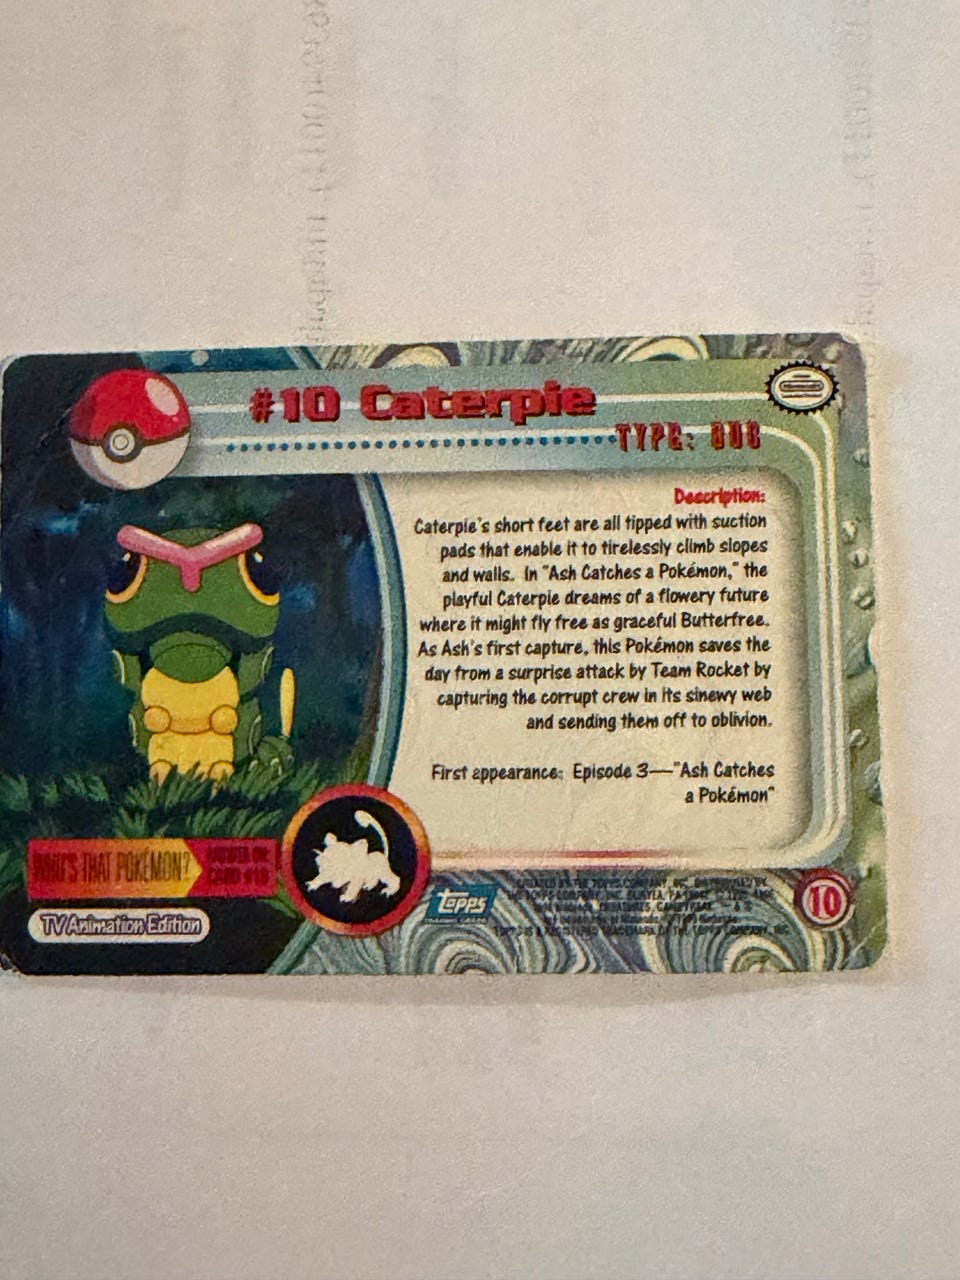 #10 Caterpie
TYPE: BUG
Description:
Caterpie's short feet are all tipped with suction
pads that enable it to tirelessly climb slopes
and walls. In "Ash Catches a Pokémon," the
playful Caterpie dreams of a flowery future
where it might fly free as graceful Butterfree.
As Ash's first capture, this Pokémon saves the
day from a surprise attack by Team Rocket by
capturing the corrupt crew in its sinewy web
and sending them off to oblivion.
First appearance: Episode 3—"Ash Catches
a Pokémon"
WHO'S THAT POKÉMON?
ANSWER ON
CARD #19
TV Animation Edition
Topps
10